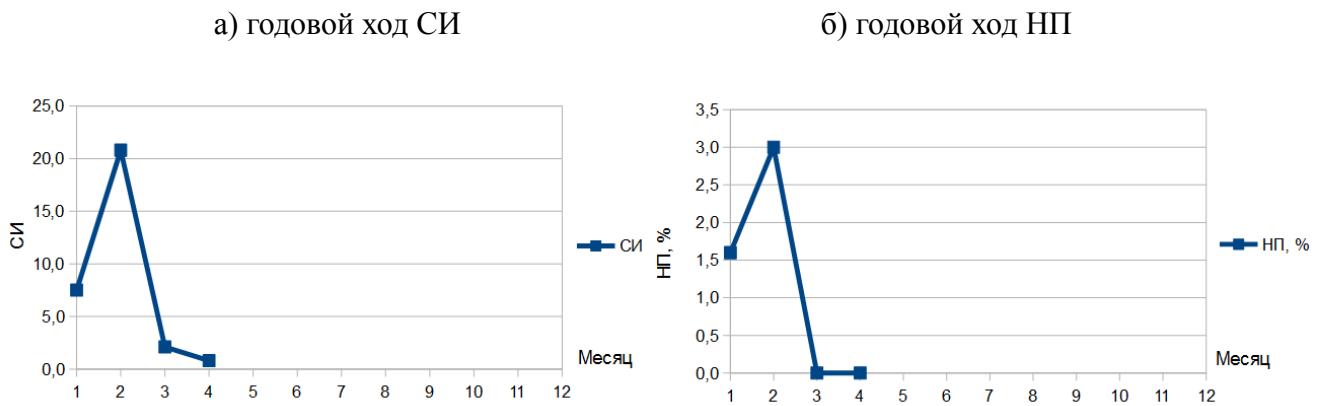 а) годовой ход СИ
б) годовой ход НП
25,0
20,0
15,0
10,0
5,0
0,0
СИ
1 2 3 4 5 6 7 8 9 10 11 12
Месяц
СИ
3,5
3,0
2,5
2,0
1,5
1,0
0,5
0,0
НП, %
1 2 3 4 5 6 7 8 9 10 11 12
Месяц
НП, %